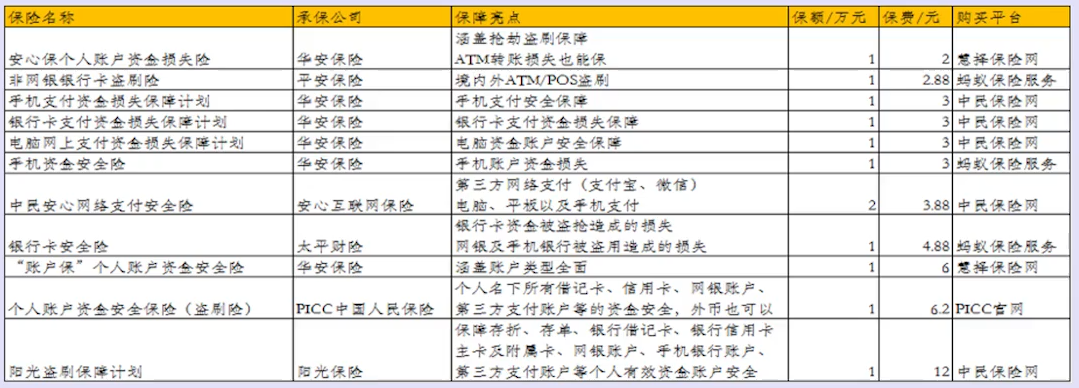 保险名称 承保公司 保障亮点 保额/万元 保费/元 购买平台
涵盖抢劫盗刷保障
安心保个人账户资金损失险 华安保险 ATM转账损失也能保 1 2 慧择保险网
非网银银行卡盗刷险 平安保险 境内外ATM/POS盗刷 1 2.88 蚂蚁保险服务
手机支付资金损失保障计划 华安保险 手机支付安全保障 1 3 中民保险网
银行卡支付资金损失保障计划 华安保险 银行卡支付资金损失保障 1 3 中民保险网
电脑网上支付资金损失保障计划 华安保险 电脑资金账户安全保障 1 3 中民保险网
手机资金安全险 华安保险 手机账户资金损失 1 3 蚂蚁保险服务
第三方网络支付（支付宝、微信）
中民安心网络支付安全险 安心互联网保险 电脑、平板以及手机支付 2 3.88 中民保险网
银行卡资金被盗抢造成的损失
银行卡安全险 太平财险 网银及手机银行被盗用造成的损失 1 4.88 蚂蚁保险服务
“账户保”个人账户资金安全险 华安保险 涵盖账户类型全面 1 6 慧择保险网
个人名下所有借记卡、信用卡、网银账户、
个人账户资金安全保险（盗刷险） PICC中国人民保险 第三方支付账户等的资金安全，外币也可以 1 6.2 PICC官网
保障存折、存单、银行借记卡、银行信用卡
主卡及附属卡、网银账户、手机银行账户、
阳光盗刷保障计划 阳光保险 第三方支付账户等个人有效资金账户安全 1 12 中民保险网